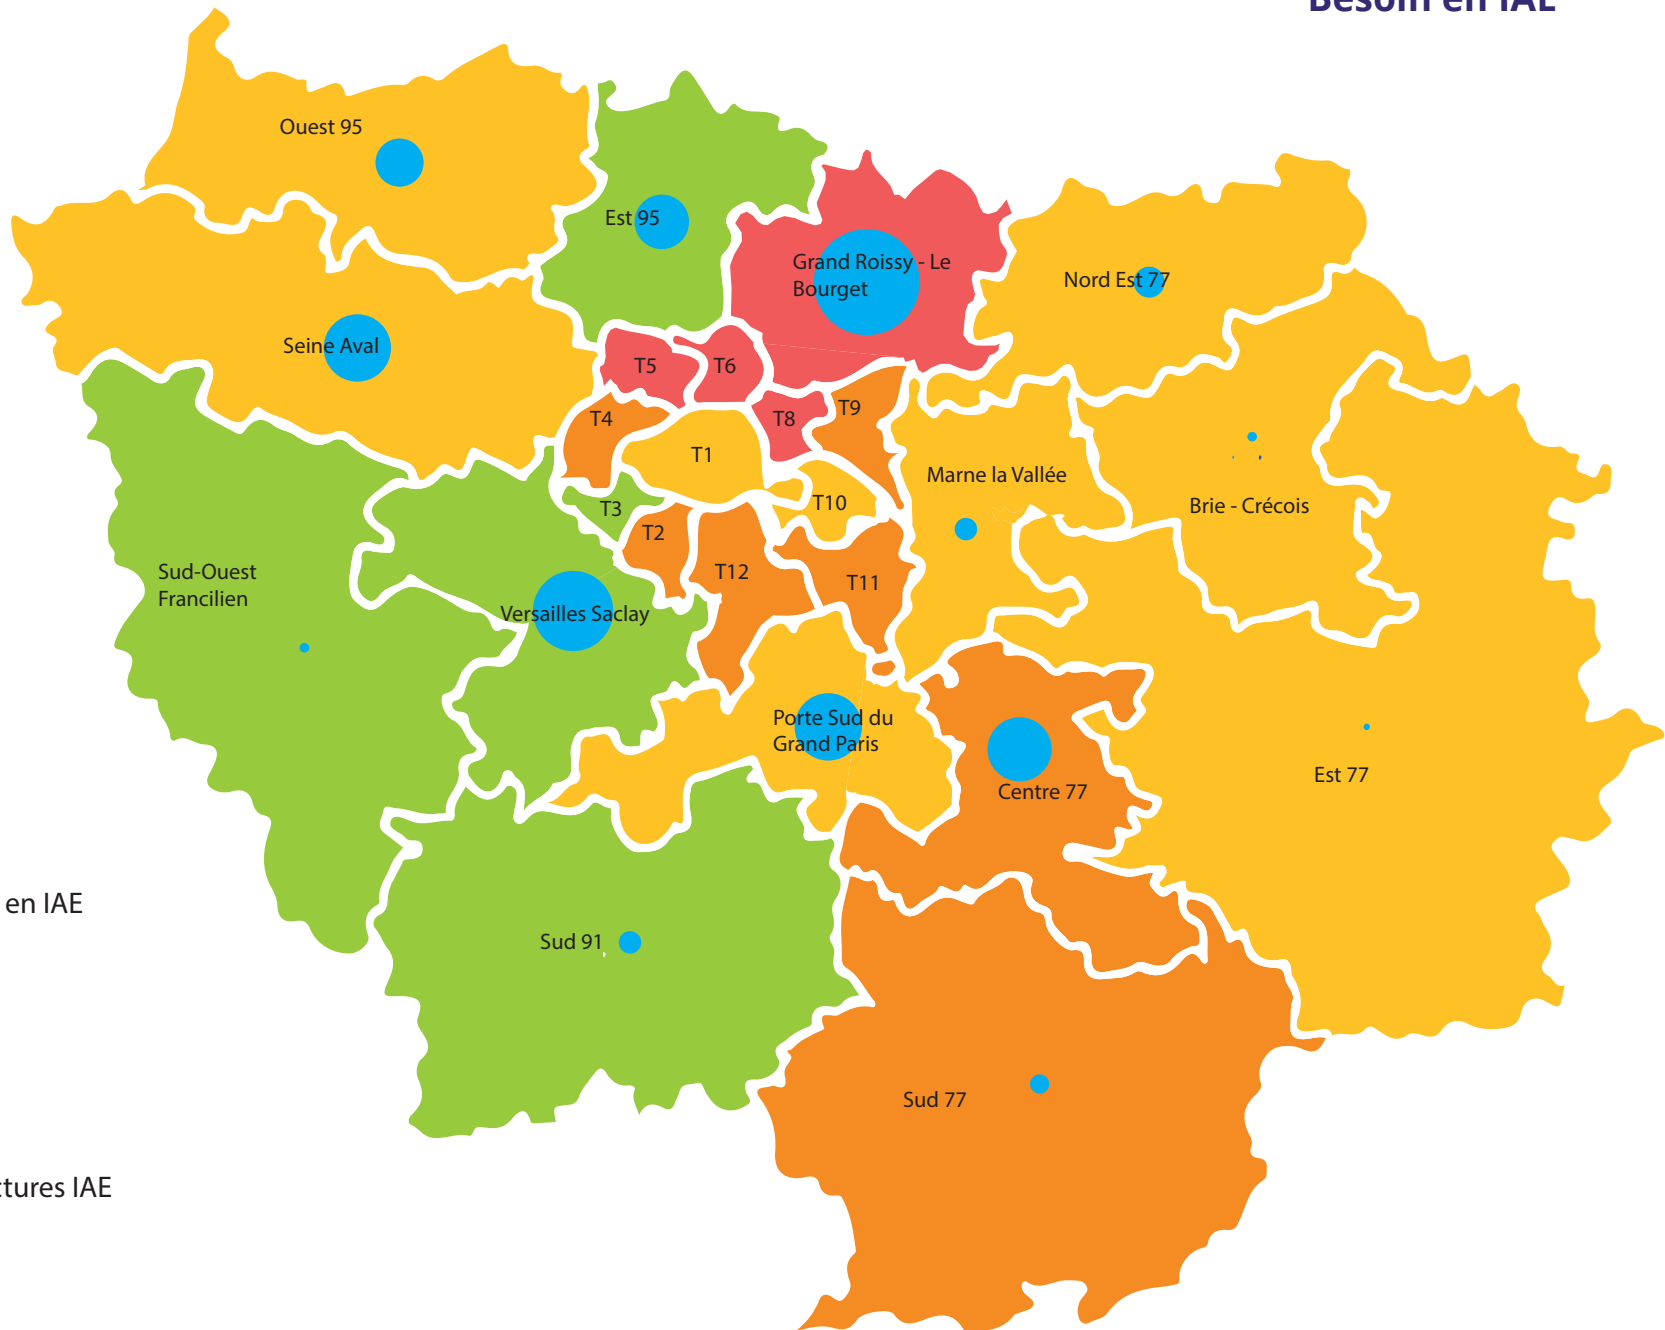 Besoin en IAE
Ouest 95
Est 95
Grand Roissy - Le
Bourget
Nord Est 77
Seine Aval
T5
T6
T4
T8
T9
T1
Marne la Vallée
T10
T3
Brie - Crécois
T2
Sud-Ouest
Francilien
T12
T11
Versailles Saclay
Porte Sud du
Grand Paris
Est 77
Centre 77
en IAE
Sud 91
Sud 77
ctures IAE